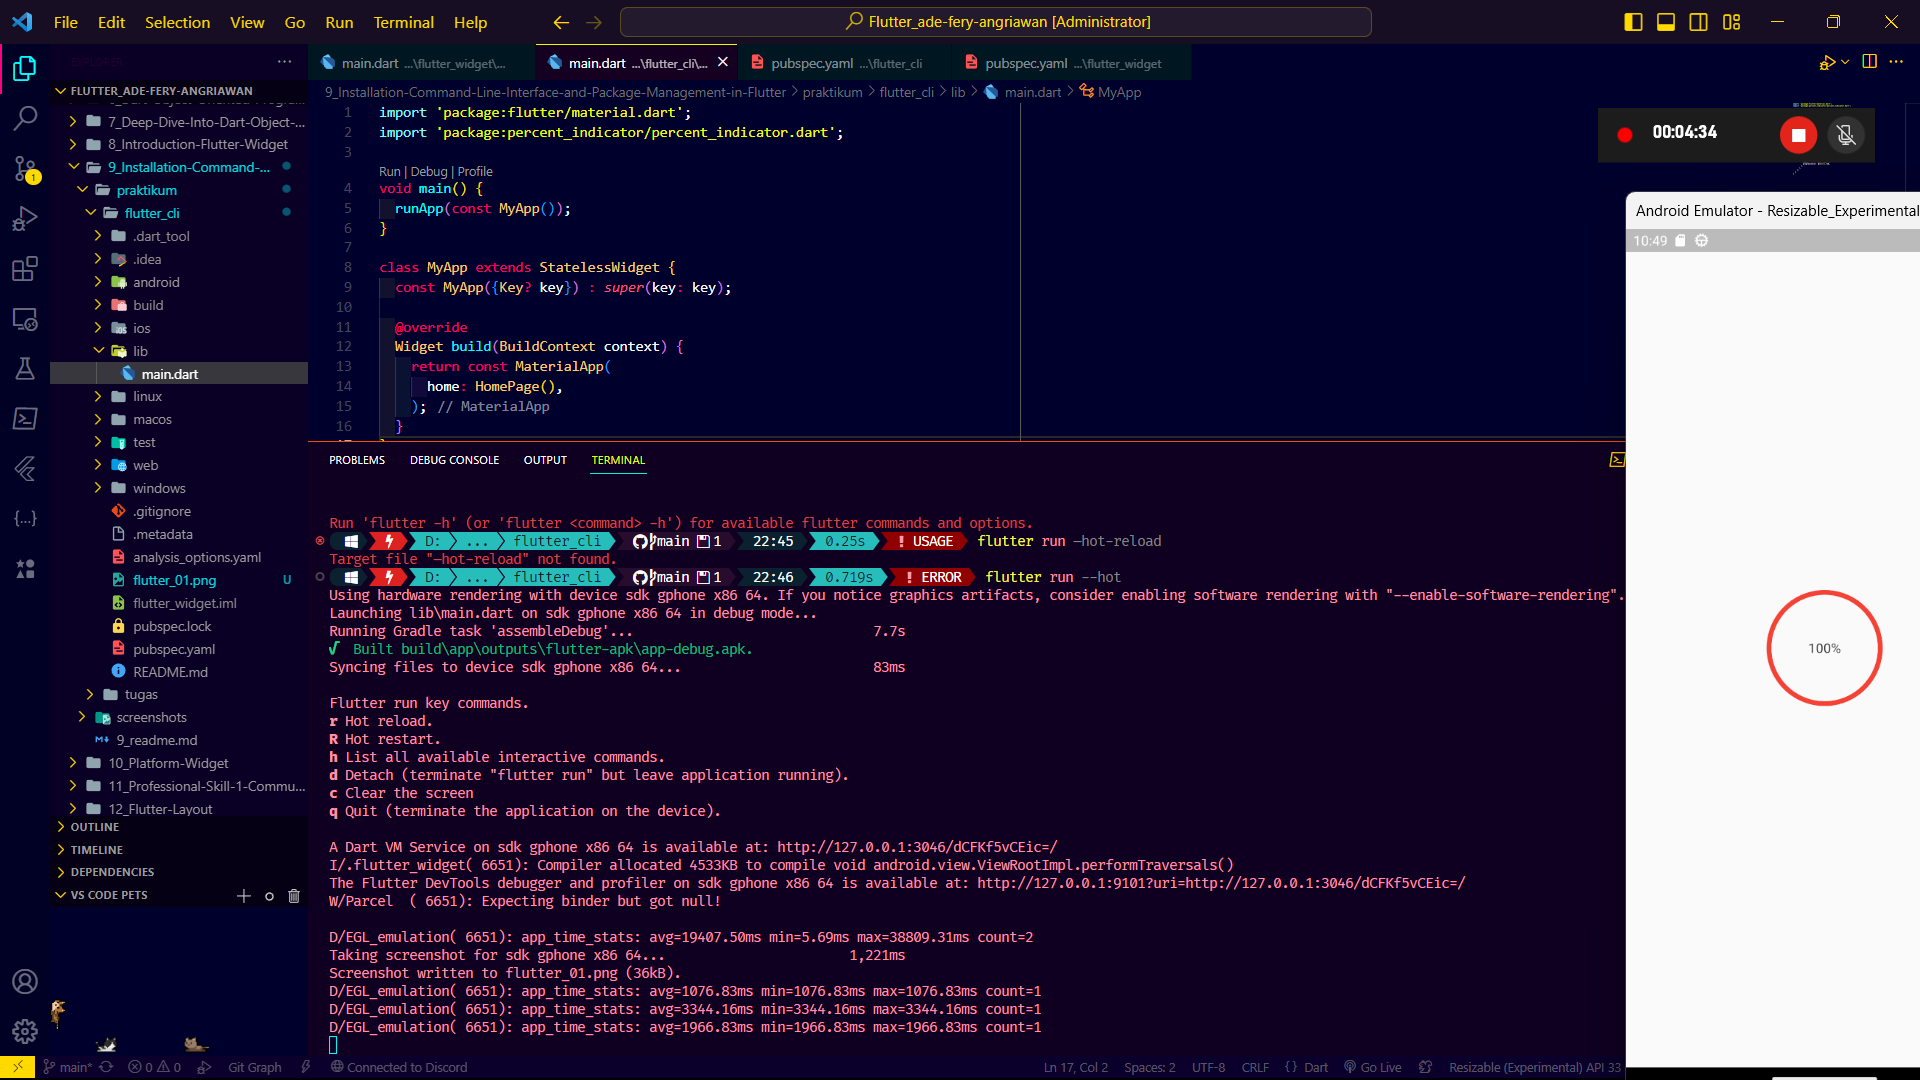 File Edit Selection View Go Run Terminal Help
Flutter_ade-fery-angriawan [Administrator]
main.dart ...\flutter_widget\...
main.dart ...\flutter_cli\...
pubspec.yaml ...\flutter_cli
pubspec.yaml ...\flutter_widget
EXPLORER
FLUTTER_ADE-FERY-ANGRIAWAN
7_Deep-Dive-Into-Dart-Object-...
8_Introduction-Flutter-Widget
9_Installation-Command-...
praktikum
flutter_cli
.dart_tool
.idea
android
build
ios
lib
main.dart
linux
macos
test
web
windows
.gitignore
.metadata
analysis_options.yaml
flutter_01.png U
flutter_widget.iml
pubspec.lock
pubspec.yaml
README.md
tugas
screenshots
9_readme.md
10_Platform-Widget
11_Professional-Skill-1-Commu...
12_Flutter-Layout
OUTLINE
TIMELINE
DEPENDENCIES
VS CODE PETS
9_Installation-Command-Line-Interface-and-Package-Management-in-Flutter > praktikum > flutter_cli > lib > main.dart > MyApp
1 import 'package:flutter/material.dart';
2 import 'package:percent_indicator/percent_indicator.dart';
3
Run | Debug | Profile
4 void main() {
5 runApp(const MyApp());
6 }
7
8 class MyApp extends StatelessWidget {
9 const MyApp({Key? key}) : super(key: key);
10
11 @override
12 Widget build(BuildContext context) {
13 return const MaterialApp(
14 home: HomePage(),
15 ); // MaterialApp
16 }
PROBLEMS DEBUG CONSOLE OUTPUT TERMINAL
Run 'flutter -h' (or 'flutter <command> -h') for available flutter commands and options.
D: ... flutter_cli main 1 22:45 0.25s ! USAGE flutter run —hot-reload
Target file "—hot-reload" not found.
D: ... flutter_cli main 1 22:46 0.719s ! ERROR flutter run --hot
Using hardware rendering with device sdk gphone x86 64. If you notice graphics artifacts, consider enabling software rendering with "--enable-software-rendering".
Launching lib\main.dart on sdk gphone x86 64 in debug mode...
Running Gradle task 'assembleDebug'... 7.7s
√ Built build\app\outputs\flutter-apk\app-debug.apk.
Syncing files to device sdk gphone x86 64... 83ms
Flutter run key commands.
r Hot reload.
R Hot restart.
h List all available interactive commands.
d Detach (terminate "flutter run" but leave application running).
c Clear the screen
q Quit (terminate the application on the device).
A Dart VM Service on sdk gphone x86 64 is available at: http://127.0.0.1:3046/dCFKf5vCEic=/
I/.flutter_widget( 6651): Compiler allocated 4533KB to compile void android.view.ViewRootImpl.performTraversals()
The Flutter DevTools debugger and profiler on sdk gphone x86 64 is available at: http://127.0.0.1:9101?uri=http://127.0.0.1:3046/dCFKf5vCEic=/
W/Parcel ( 6651): Expecting binder but got null!
D/EGL_emulation( 6651): app_time_stats: avg=19407.50ms min=5.69ms max=38809.31ms count=2
Taking screenshot for sdk gphone x86 64... 1,221ms
Screenshot written to flutter_01.png (36kB).
D/EGL_emulation( 6651): app_time_stats: avg=1076.83ms min=1076.83ms max=1076.83ms count=1
D/EGL_emulation( 6651): app_time_stats: avg=3344.16ms min=3344.16ms max=3344.16ms count=1
D/EGL_emulation( 6651): app_time_stats: avg=1966.83ms min=1966.83ms max=1966.83ms count=1
00:04:34
Android Emulator - Resizable_Experimental
10:49
100%
1
main* 0 0 Git Graph Connected to Discord
Ln 17, Col 2 Spaces: 2 UTF-8 CRLF {} Dart Go Live Resizable (Experimental) API 33